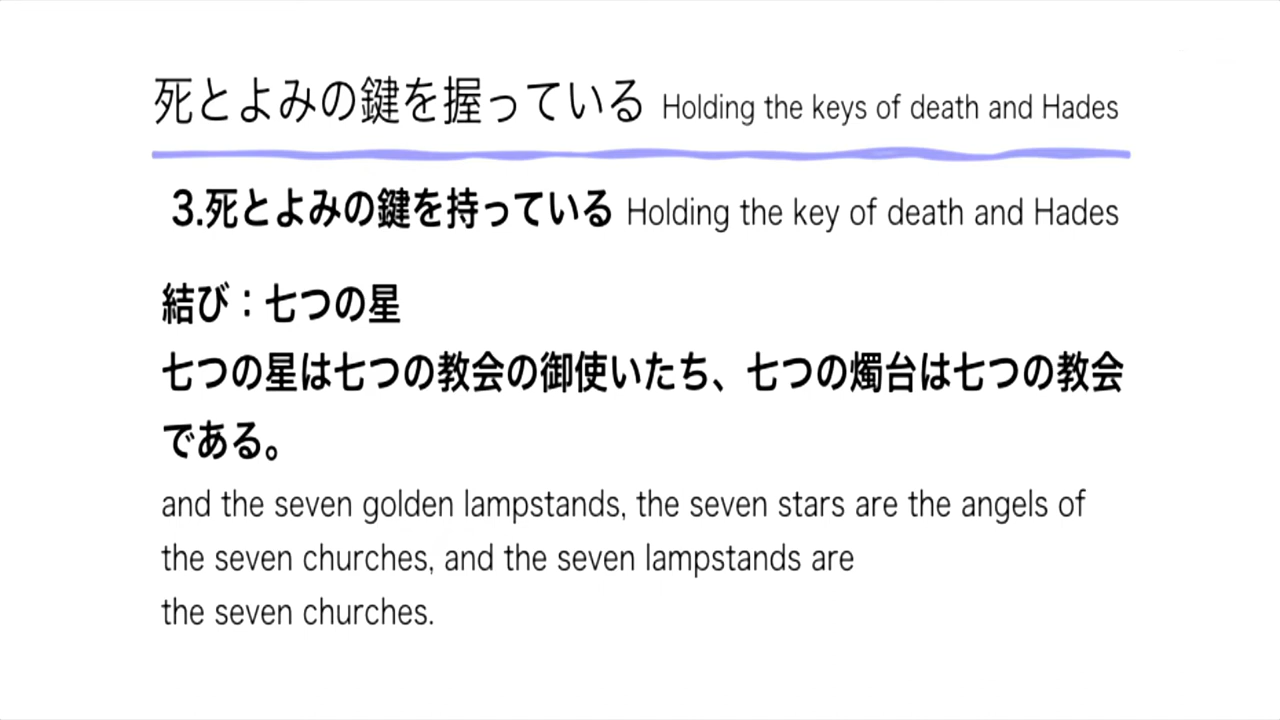 死とよみの鍵を握っている Holding the keys of death and Hades
3.死とよみの鍵を持っている Holding the key of death and Hades
結び：七つの星
七つの星は七つの教会の御使いたち、七つの燭台は七つの教会
である。
and the seven golden lampstands, the seven stars are the angels of
the seven churches, and the seven lampstands are
the seven churches.